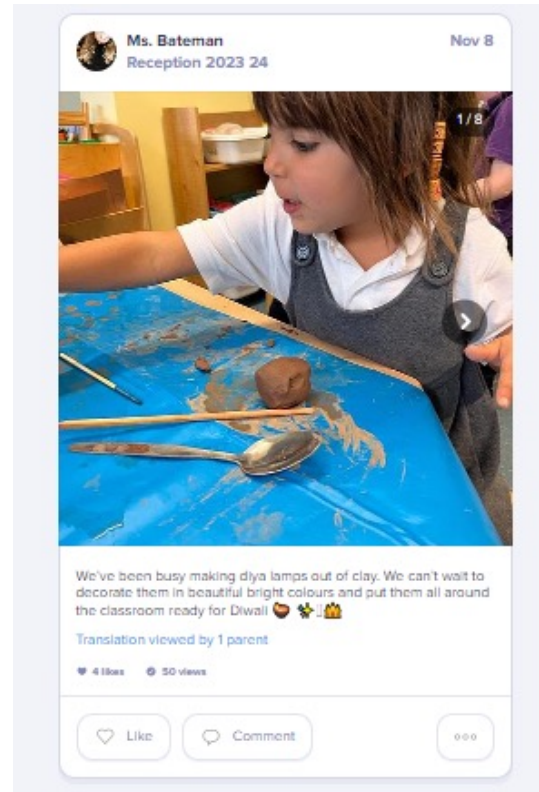 Ms. Bateman
Nov 8
Reception 2023 24
1/8
We've been busy making diya lamps out of clay. We can't wait to
decorate them in beautiful bright colours and put them all around
the classroom ready for Diwali
Translation viewed by 1 parent
4 likes 50 views
Like Comment